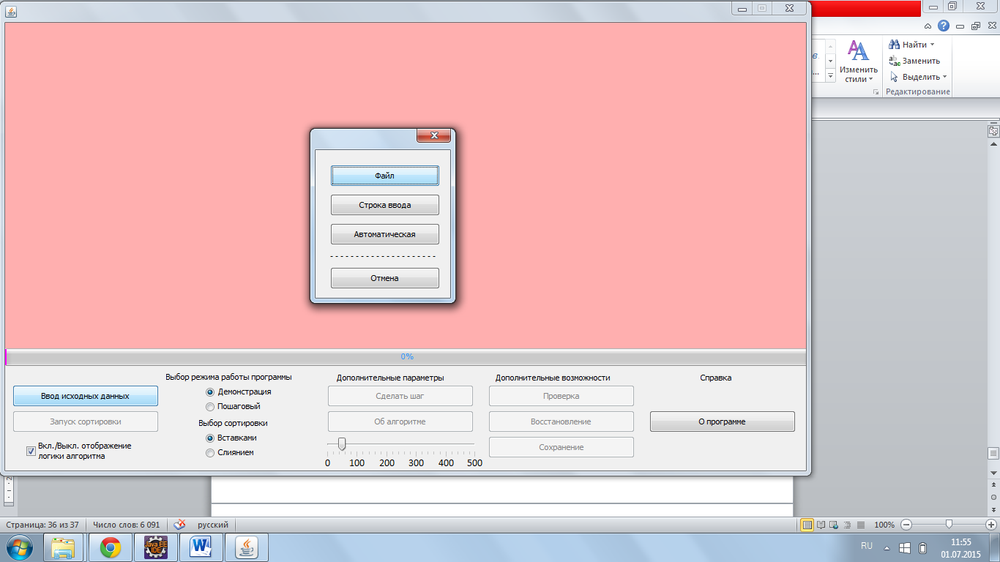 Найти
Заменить
Изменить
стили
Выделить
Редактирование
Файл
Строка ввода
Автоматическая
---------------------
Отмена
0%
Выбор режима работы программы
Дополнительные параметры
Дополнительные возможности
Справка
Ввод исходных данных
Демонстрация
Сделать шаг
Проверка
Пошаговый
Запуск сортировки
Выбор сортировки
Об алгоритме
Восстановление
О программе
Вставками
Вкл./Выкл. отображение
логики алгоритма
Слиянием
Сохранение
0 100 200 300 400 500
2
Страница: 36 из 37
Число слов: 6 091
русский
100%
Java EE
IDE
RU
11:55
01.07.2015